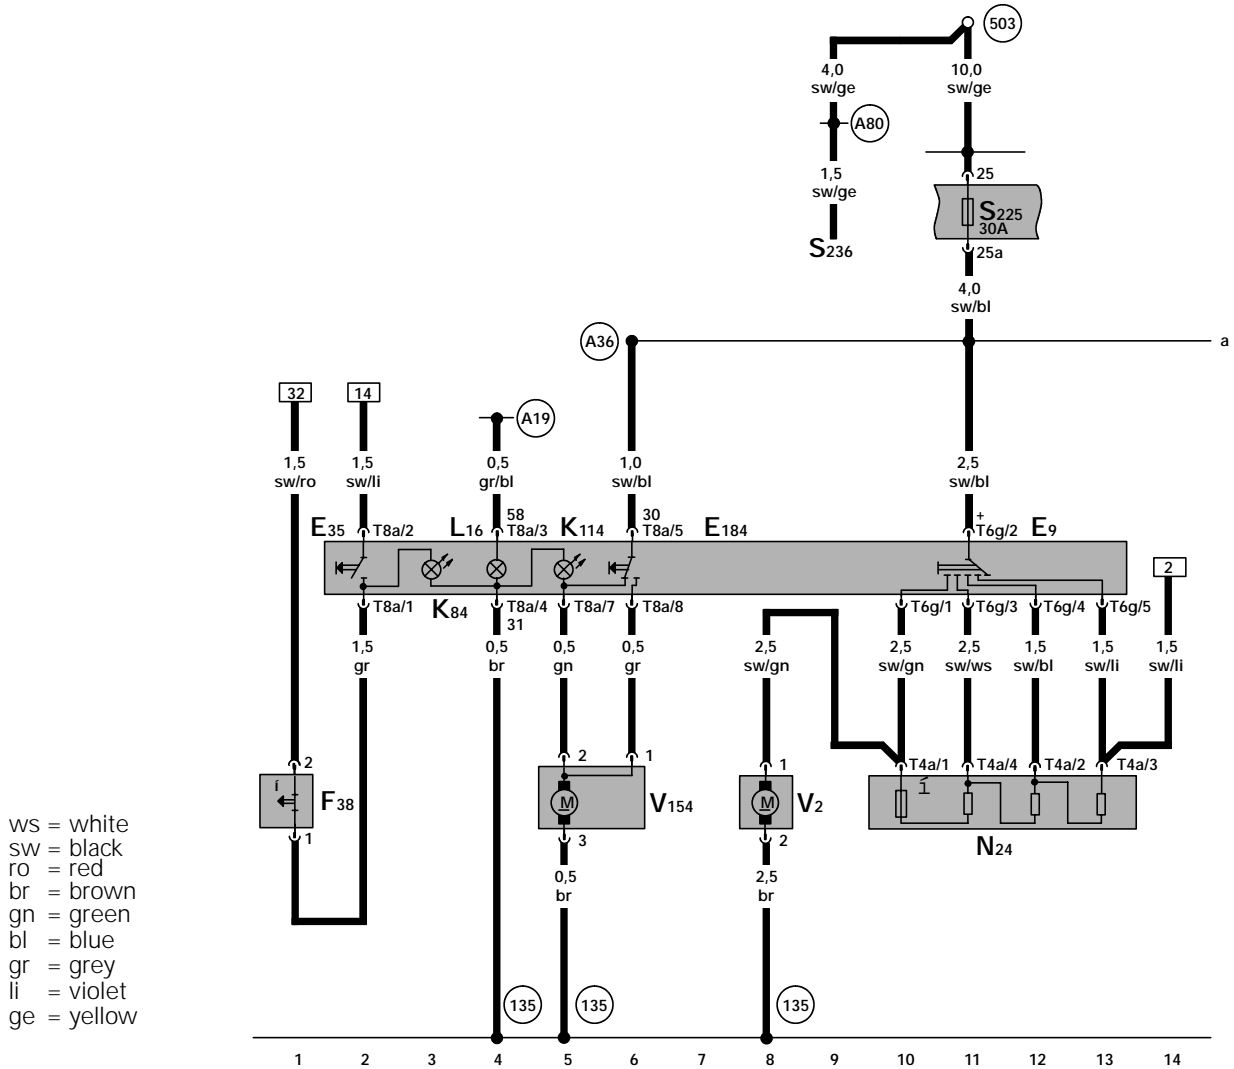 503
4,0 10,0
sw/ge sw/ge
A80
1,5 25
sw/ge
S225
30A
S236 25a
4,0
sw/bl
A36 a
32 14
A19
1,5 1,5 0,5 1,0 2,5
sw/ro sw/li gr/bl sw/bl sw/bl
58 30 +
E35 T8a/2 L16 T8a/3 K114 T8a/5 E184 T6g/2 E9
2
T8a/1 K84 T8a/4 T8a/7 T8a/8 T6g/1 T6g/3 T6g/4 T6g/5
31
1,5 0,5 0,5 0,5 2,5 2,5 2,5 1,5 1,5 1,5
gr br gn gr sw/gn sw/gn sw/ws sw/bl sw/li sw/li
2 2 1 1 T4a/1 T4a/4 T4a/2 T4a/3
í í
F38 M V154 M V2
1 3 2 N24
0,5 2,5
br br
ws = white
sw = black
ro = red
br = brown
gn = green
bl = blue
gr = grey
li = violet
ge = yellow
135 135 135
1 2 3 4 5 6 7 8 9 10 11 12 13 14